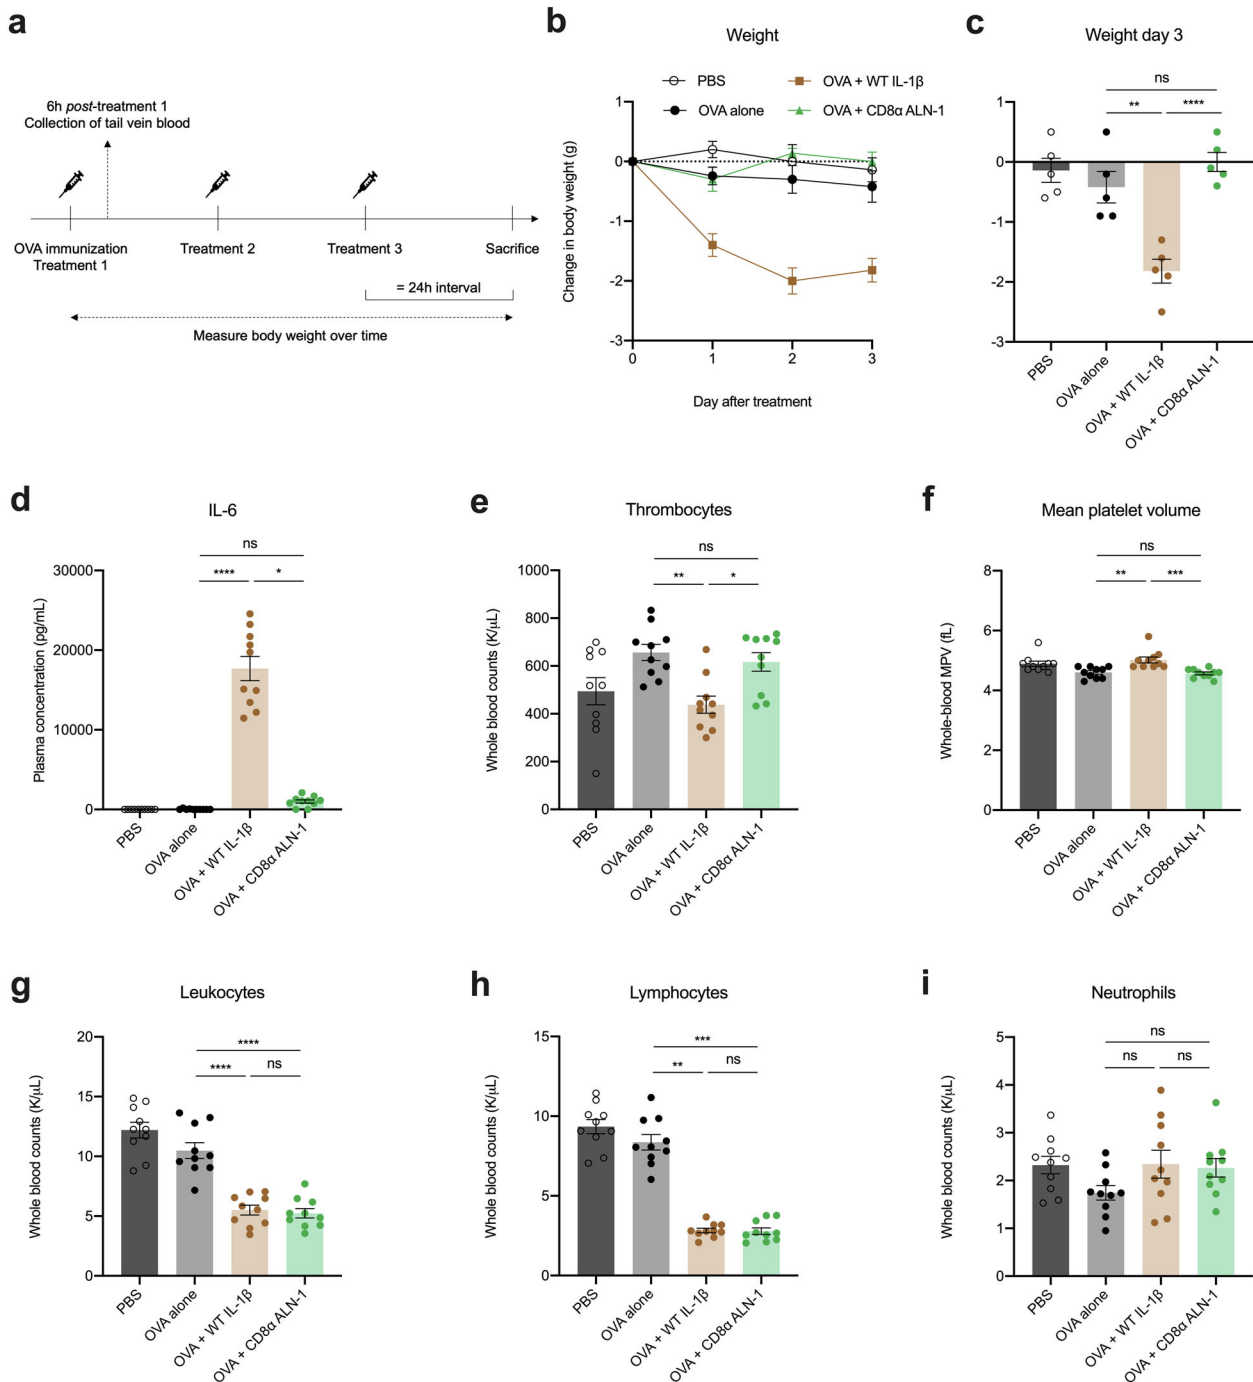 a
6h post-treatment 1
Collection of tail vein blood
OVA immunization
Treatment 1
Treatment 2
Treatment 3
Sacrifice
= 24h interval
Measure body weight over time
b
Weight
PBS
OVA alone
OVA + WT IL-1β
OVA + CD8α ALN-1
Change in body weight (g)
1
0
-1
-2
-3
0 1 2 3
Day after treatment
c
Weight day 3
ns
** ****
1
0
-1
-2
-3
PBS
OVA alone
OVA + WT IL-1β
OVA + CD8α ALN-1
d
IL-6
ns
**** *
Plasma concentration (pg/mL)
30000
20000
10000
0
PBS
OVA alone
OVA + WT IL-1β
OVA + CD8α ALN-1
e
Thrombocytes
ns
** *
Whole blood counts (K/μL)
1000
800
600
400
200
0
PBS
OVA alone
OVA + WT IL-1β
OVA + CD8α ALN-1
f
Mean platelet volume
ns
** ***
Whole-blood MPV (fL)
8
6
4
2
0
PBS
OVA alone
OVA + WT IL-1β
OVA + CD8α ALN-1
g
Leukocytes
****
**** ns
Whole blood counts (K/μL)
20
15
10
5
0
PBS
OVA alone
OVA + WT IL-1β
OVA + CD8α ALN-1
h
Lymphocytes
***
** ns
Whole blood counts (K/μL)
15
10
5
0
PBS
OVA alone
OVA + WT IL-1β
OVA + CD8α ALN-1
i
Neutrophils
ns
ns ns
Whole blood counts (K/μL)
5
4
3
2
1
0
PBS
OVA alone
OVA + WT IL-1β
OVA + CD8α ALN-1